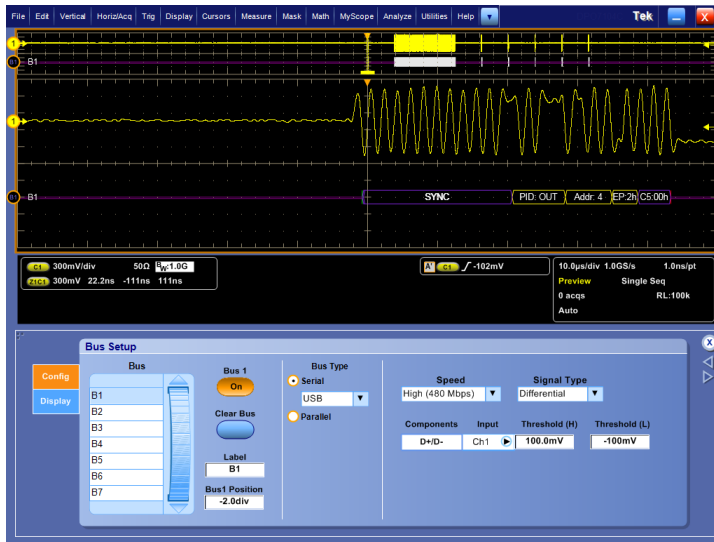 File Edit Vertical Horiz/Acq Trig Display Cursors Measure Mask Math MyScope Analyze Utilities Help Tek X
1
B1 B1
1
B1 B1 SYNC PID: OUT Addr: 4 EP:2h C5:00h
C1 300mV/div 50Ω BW:1.0G
Z1C1 300mV 22.2ns -111ns 111ns
A' C1 -102mV
10.0µs/div 1.0GS/s 1.0ns/pt
Preview Single Seq
0 acqs RL:100k
Auto
Bus Setup X
Config
Display
Bus
B1
B2
B3
B4
B5
B6
B7
Bus 1
On
Clear Bus
Label
B1
Bus1 Position
-2.0div
Bus Type
Serial
USB
Parallel
Speed
High (480 Mbps)
Signal Type
Differential
Components Input Threshold (H) Threshold (L)
D+/D- Ch1 100.0mV -100mV